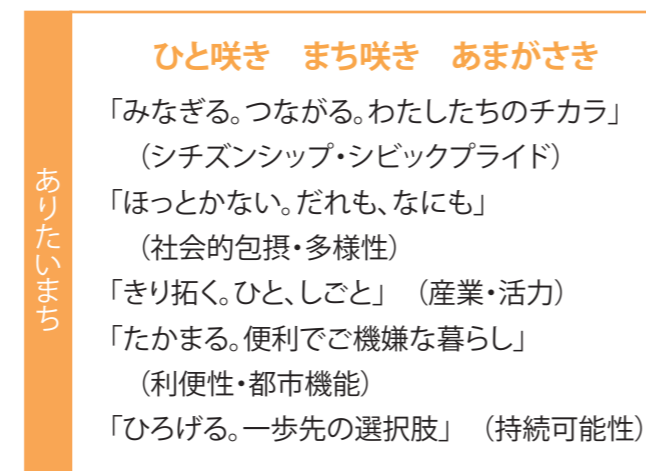 ありたいまち
ひと咲き　まち咲き　あまがさき
「みなぎる。つながる。わたしたちのチカラ」
（シチズンシップ・シビックプライド）
「ほっとかない。だれも、なにも」
（社会的包摂・多様性）
「きり拓く。ひと、しごと」（産業・活力）
「たかまる。便利でご機嫌な暮らし」
（利便性・都市機能）
「ひろげる。一歩先の選択肢」（持続可能性）